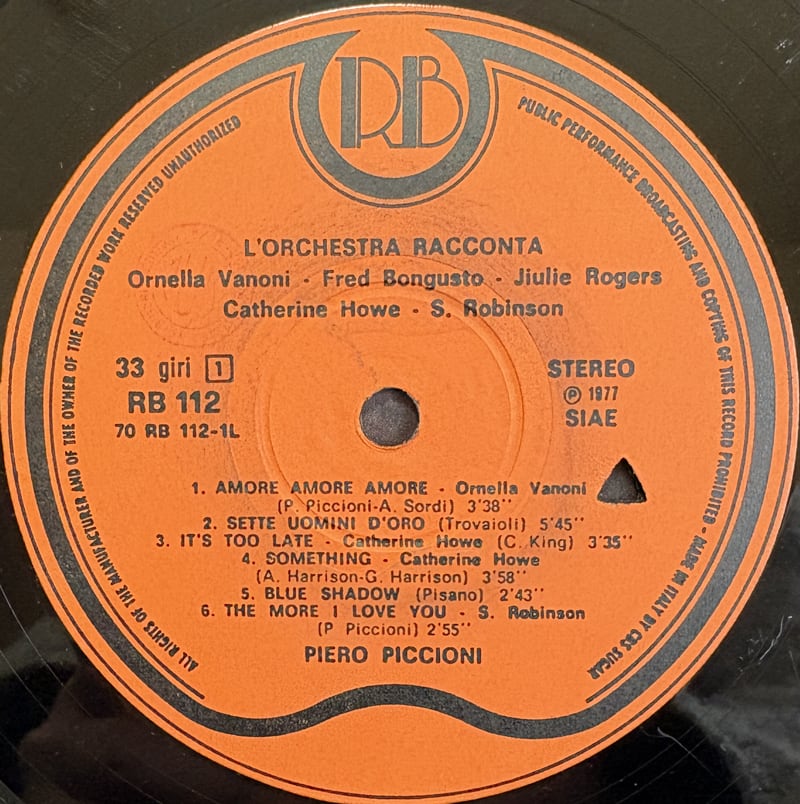 RB
ALL RIGHTS OF THE MANUFACTURER AND OF THE OWNER OF THE RECORDED WORK RESERVED UNAUTHORIZED
PUBLIC PERFORMANCE BROADCASTING AND COPYING OF THIS RECORD PROHIBITED - MADE IN ITALY BY CBS SUGAR
L'ORCHESTRA RACCONTA
Ornella Vanoni - Fred Bongusto - Jiulie Rogers
Catherine Howe - S. Robinson
33 giri 1
RB 112
70 RB 112-1L
STEREO
℗ 1977
SIAE
1. AMORE AMORE AMORE - Ornella Vanoni
(P. Piccioni-A. Sordi) 3'38''
2. SETTE UOMINI D'ORO (Trovaioli) 5'45''
3. IT'S TOO LATE - Catherine Howe (C. King) 3'35''
4. SOMETHING - Catherine Howe
(A. Harrison-G. Harrison) 3'58''
5. BLUE SHADOW (Pisano) 2'43''
6. THE MORE I LOVE YOU - S. Robinson
(P Piccioni) 2'55''
PIERO PICCIONI